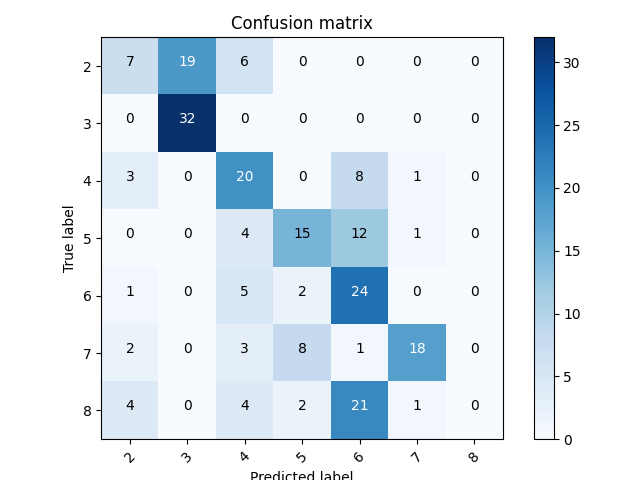 Confusion matrix
2 7 19 6 0 0 0 0
3 0 32 0 0 0 0 0
4 3 0 20 0 8 1 0
5 0 0 4 15 12 1 0
6 1 0 5 2 24 0 0
7 2 0 3 8 1 18 0
8 4 0 4 2 21 1 0
2 3 4 5 6 7 8
True label
Predicted label
30
25
20
15
10
5
0